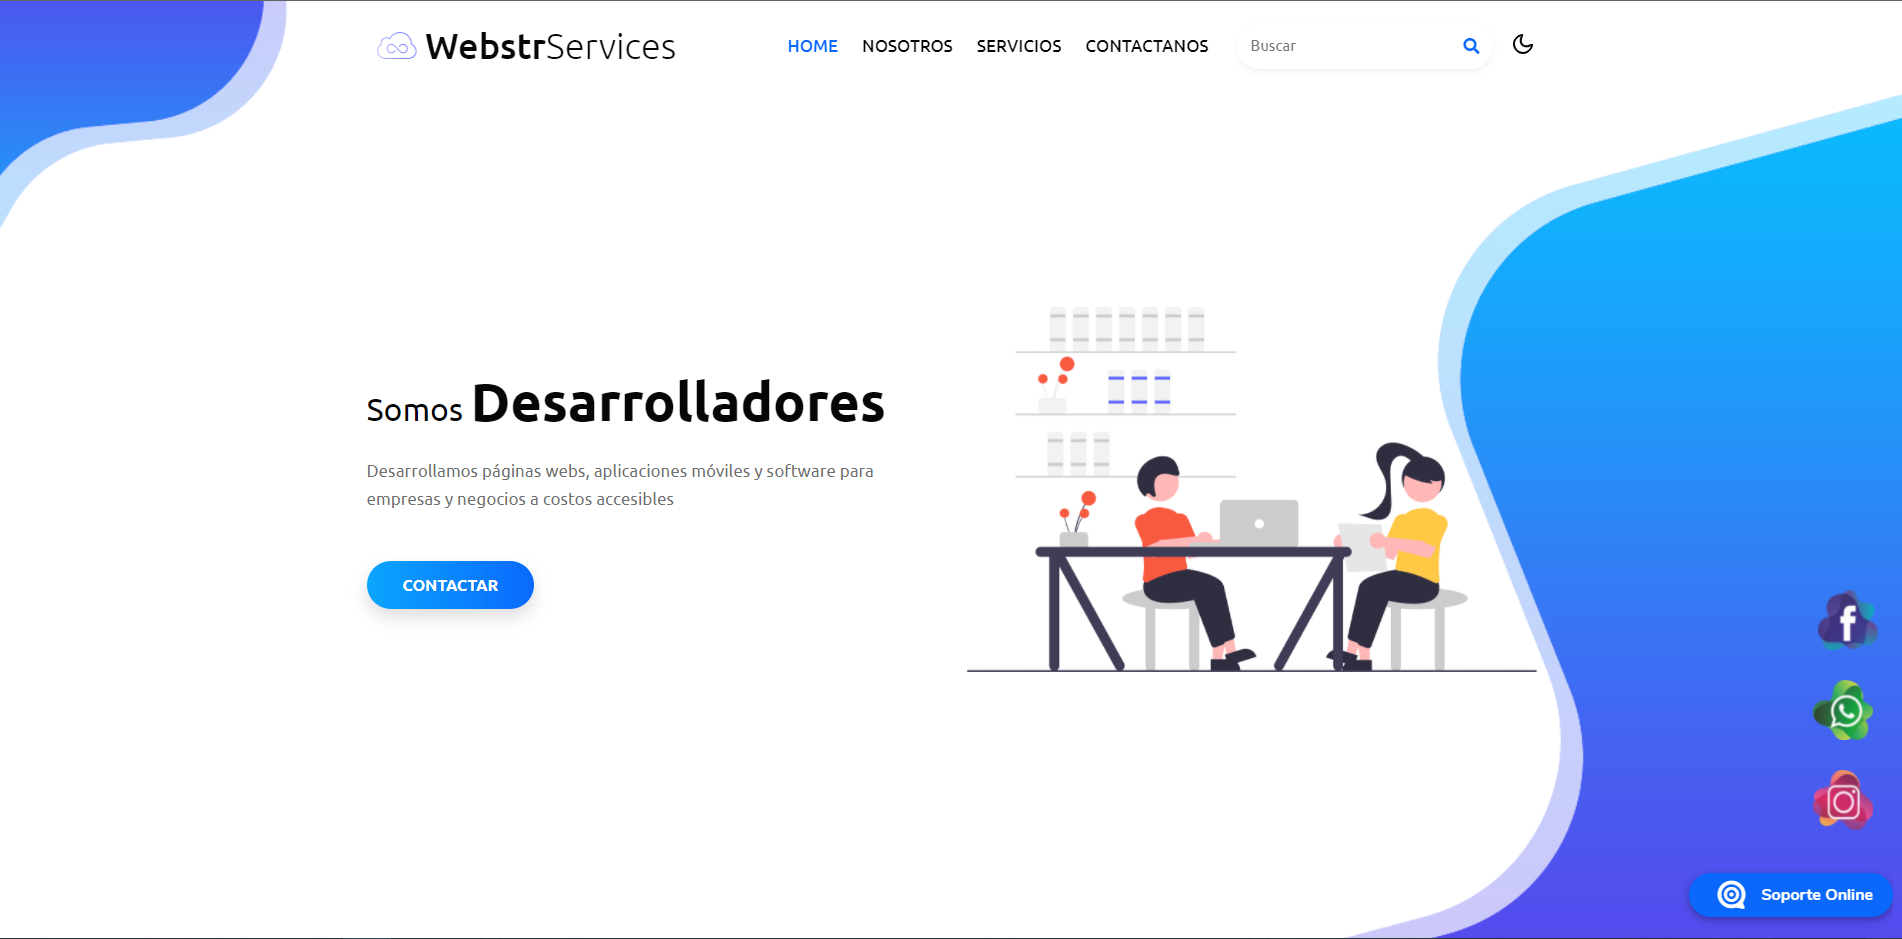 WebstrServices
HOME NOSOTROS SERVICIOS CONTACTANOS Buscar
Somos Desarrolladores
Desarrollamos páginas webs, aplicaciones móviles y software para
empresas y negocios a costos accesibles
CONTACTAR
Soporte Online